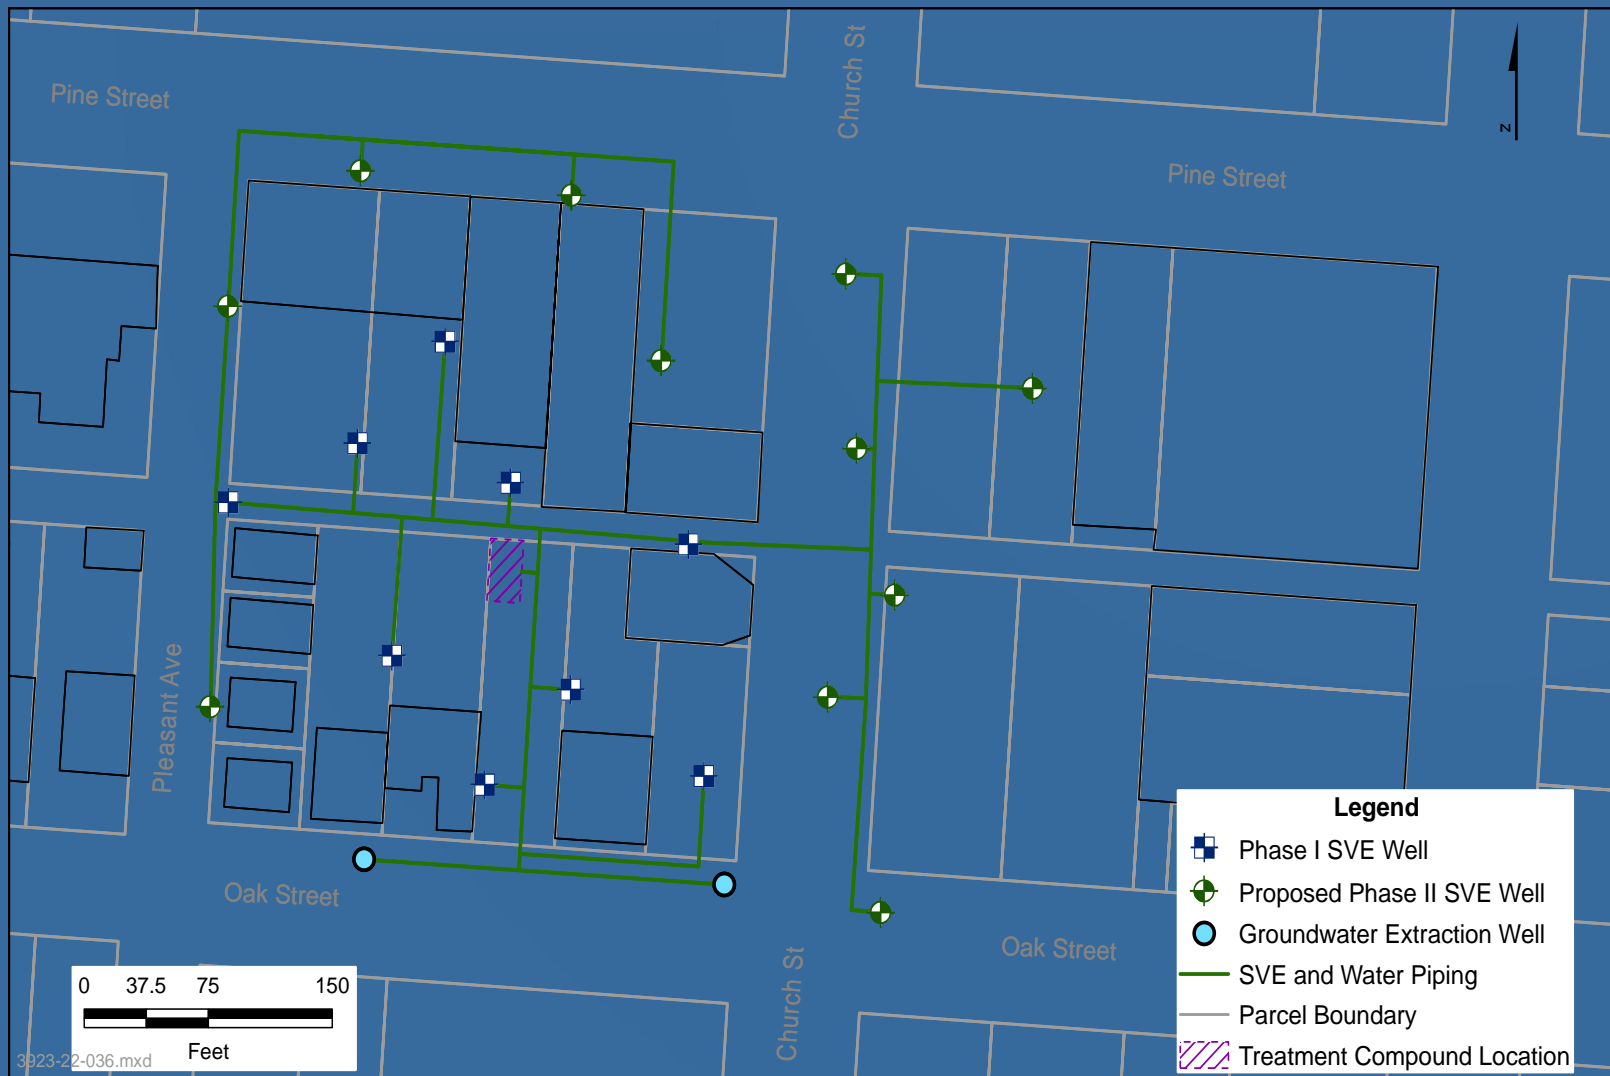 Church St
Pine Street
N
Pine Street
Pleasant Ave
Oak Street
Oak Street
Church St
Legend
Phase I SVE Well
Proposed Phase II SVE Well
Groundwater Extraction Well
SVE and Water Piping
Parcel Boundary
Treatment Compound Location
0 37.5 75 150
Feet
3923-22-036.mxd